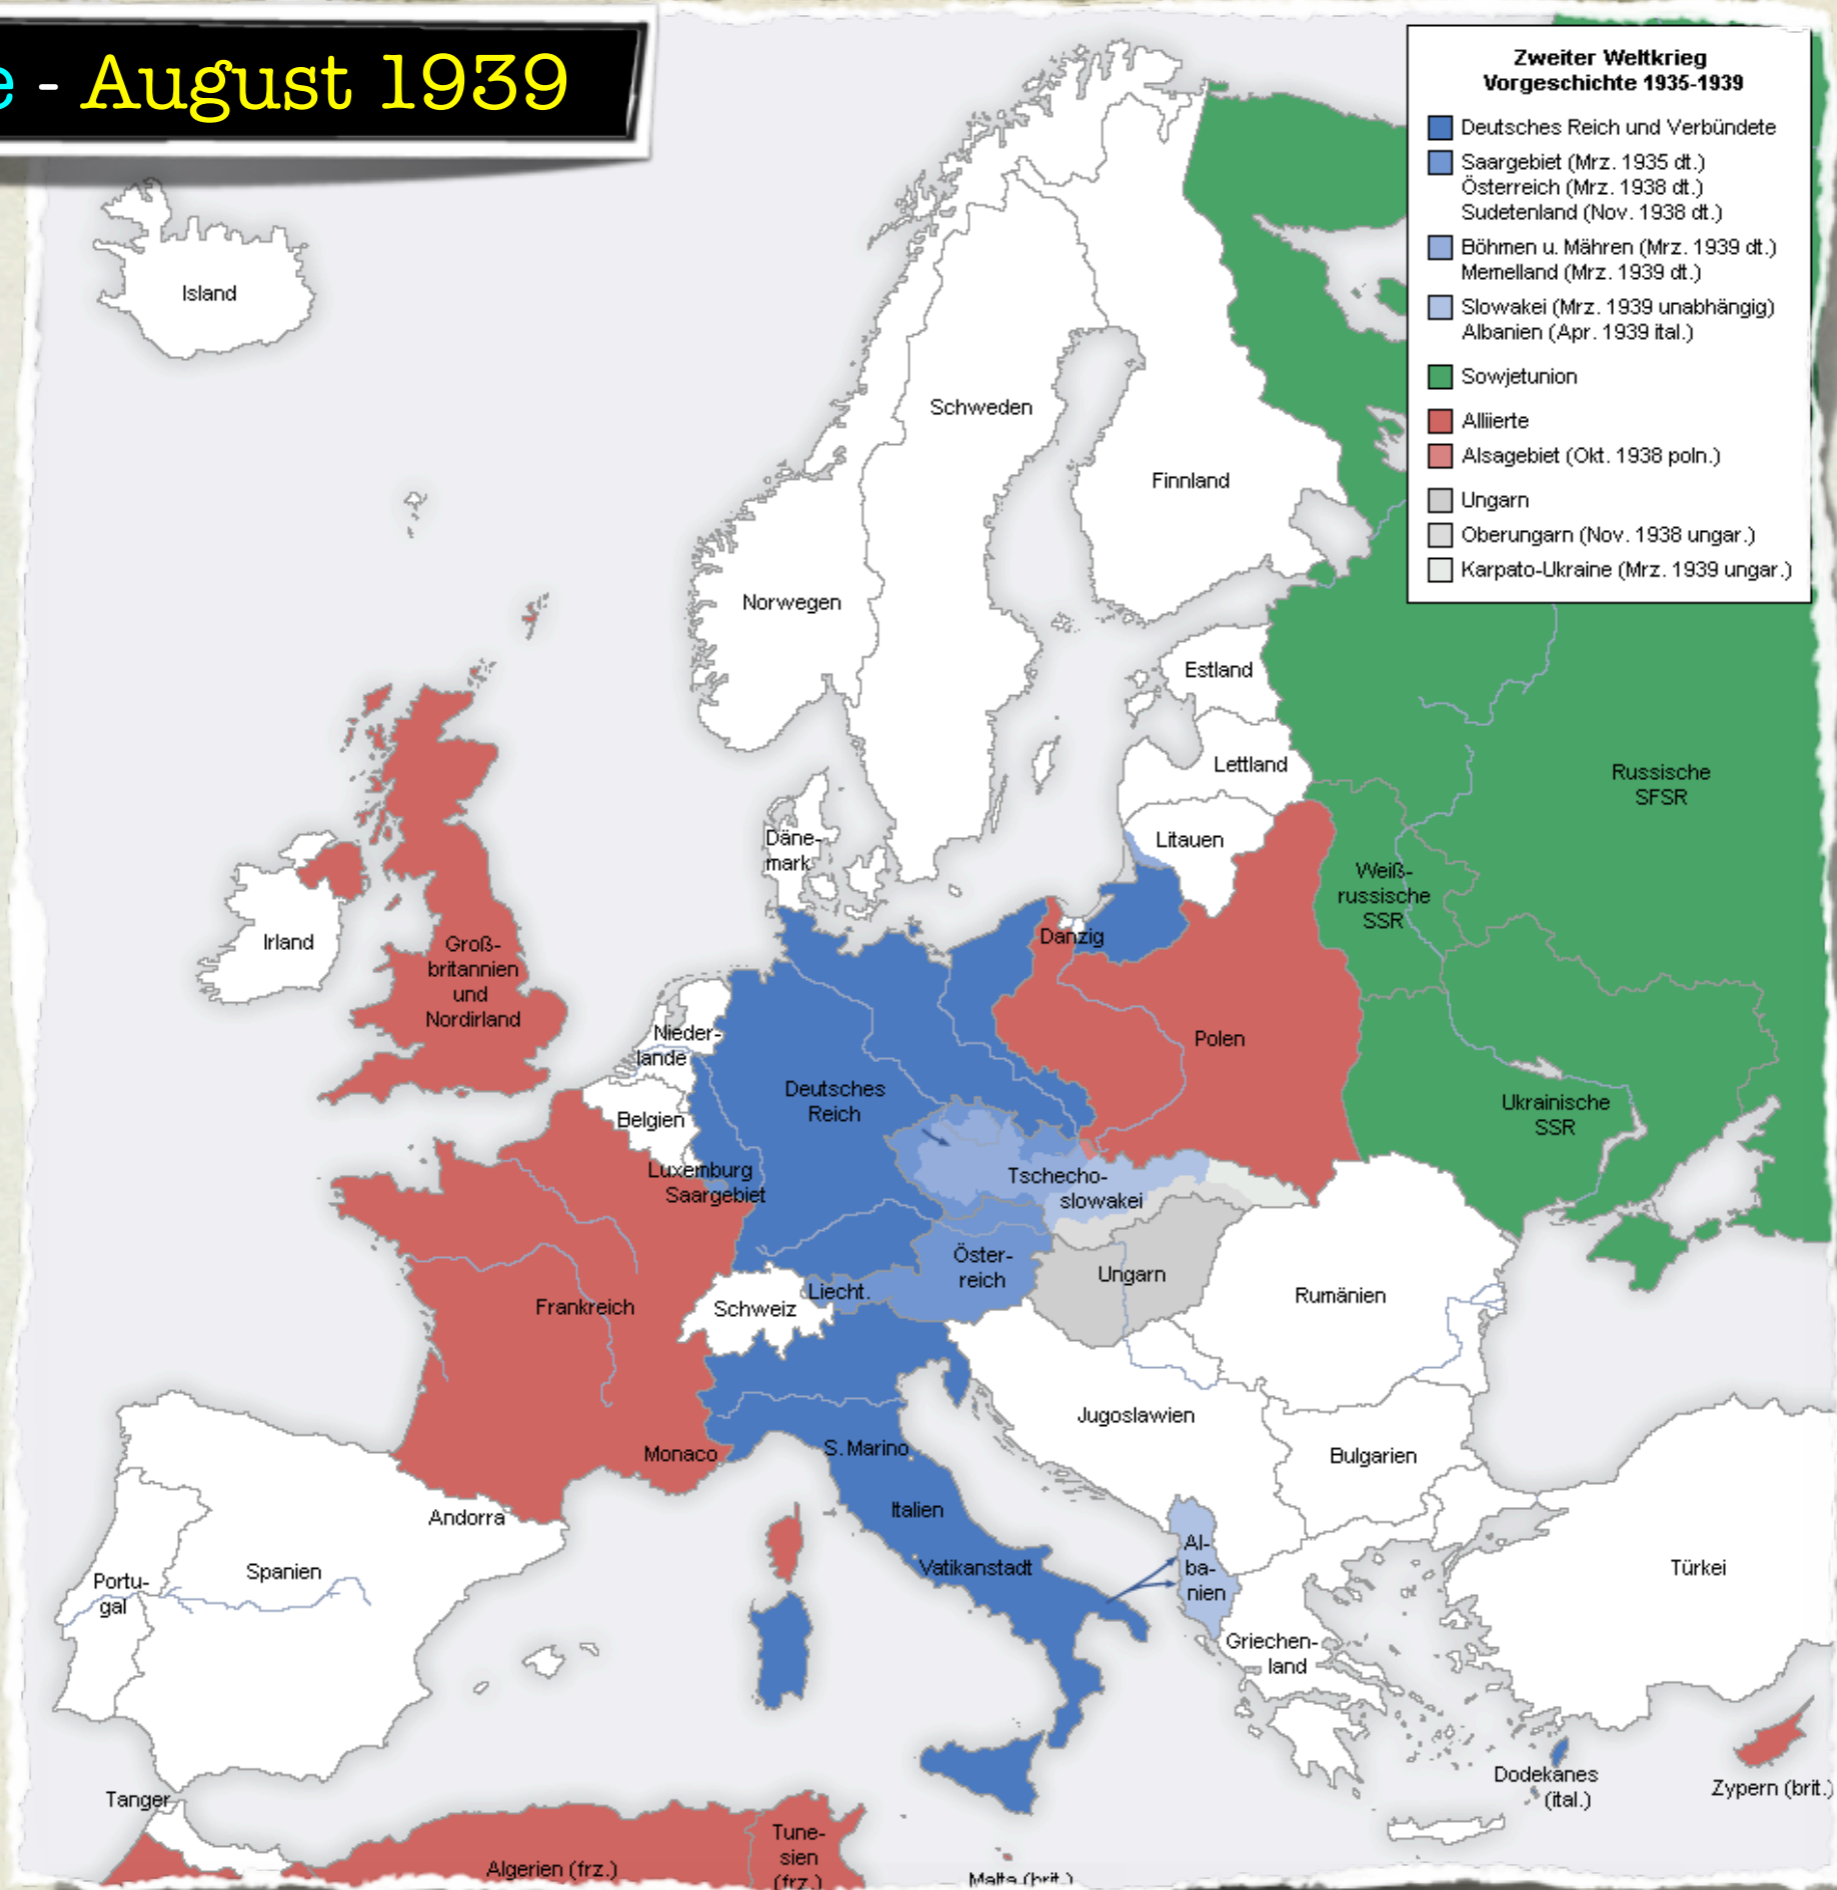 e - August 1939
Zweiter Weltkrieg
Vorgeschichte 1935-1939
Deutsches Reich und Verbündete
Saargebiet (Mrz. 1935 dt.)
Österreich (Mrz. 1938 dt.)
Sudetenland (Nov. 1938 dt.)
Böhmen u. Mähren (Mrz. 1939 dt.)
Memelland (Mrz. 1939 dt.)
Slowakei (Mrz. 1939 unabhängig)
Albanien (Apr. 1939 ital.)
Sowjetunion
Alliierte
Alsagebiet (Okt. 1938 poln.)
Ungarn
Oberungarn (Nov. 1938 ungar.)
Karpato-Ukraine (Mrz. 1939 ungar.)
Island
Schweden
Finnland
Norwegen
Estland
Lettland
Russische
SFSR
Däne-
mark
Litauen
Weiß-
russische
SSR
Irland
Groß-
britannien
und
Nordirland
Danzig
Nieder-
lande
Polen
Deutsches
Reich
Belgien
Ukrainische
SSR
Luxemburg
Saargebiet
Tschecho-
slowakei
Öster-
reich
Ungarn
Liecht.
Schweiz
Frankreich
Rumänien
Jugoslawien
Monaco
S. Marino
Bulgarien
Andorra
Italien
Spanien
Portu-
gal
Vatikanstadt
Al-
ba-
nien
Türkei
Griechen-
land
Tanger
Dodekanes
(ital.)
Zypern (brit.)
Tune-
sien
(frz.)
Algerien (frz.)
Malta (brit.)